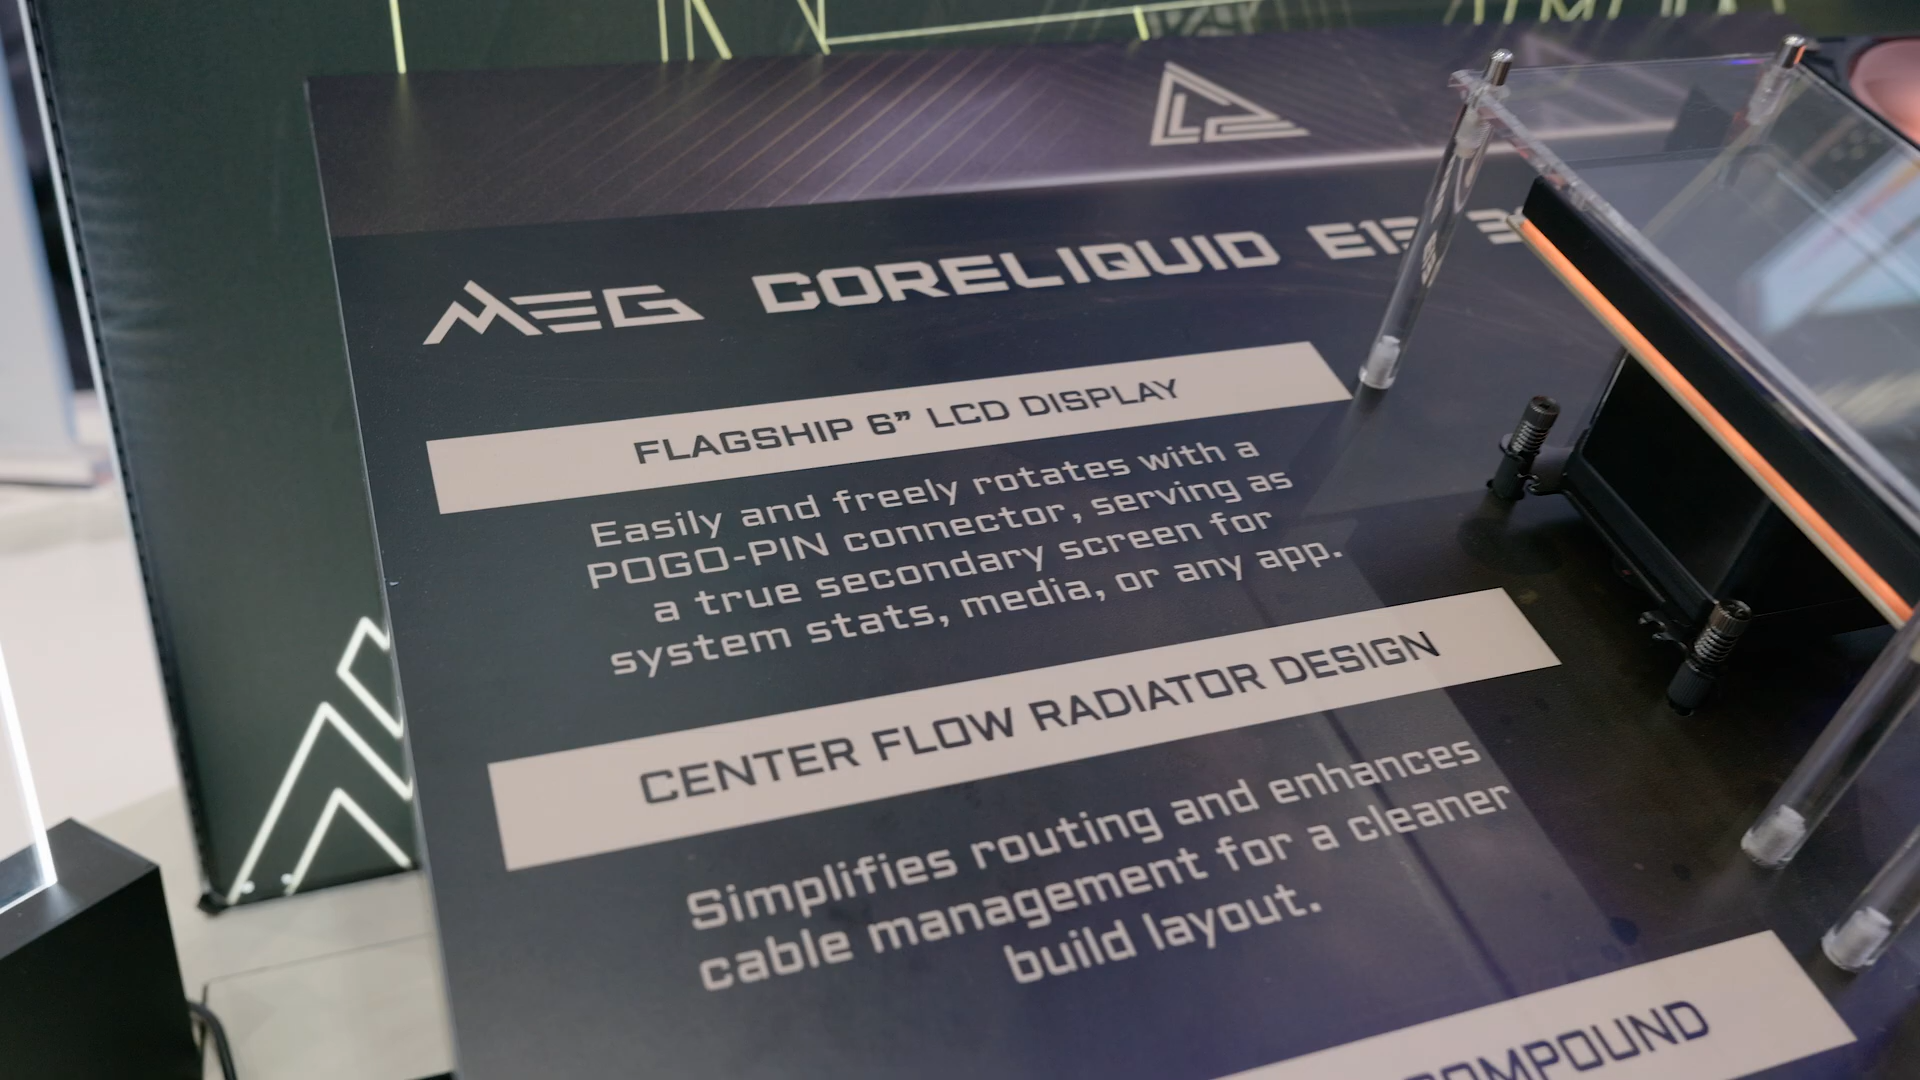 MEG CORELIQUID E15
FLAGSHIP 6” LCD DISPLAY
Easily and freely rotates with a
POGO-PIN connector, serving as
a true secondary screen for
system stats, media, or any app.
CENTER FLOW RADIATOR DESIGN
Simplifies routing and enhances
cable management for a cleaner
build layout.
COMPOUND